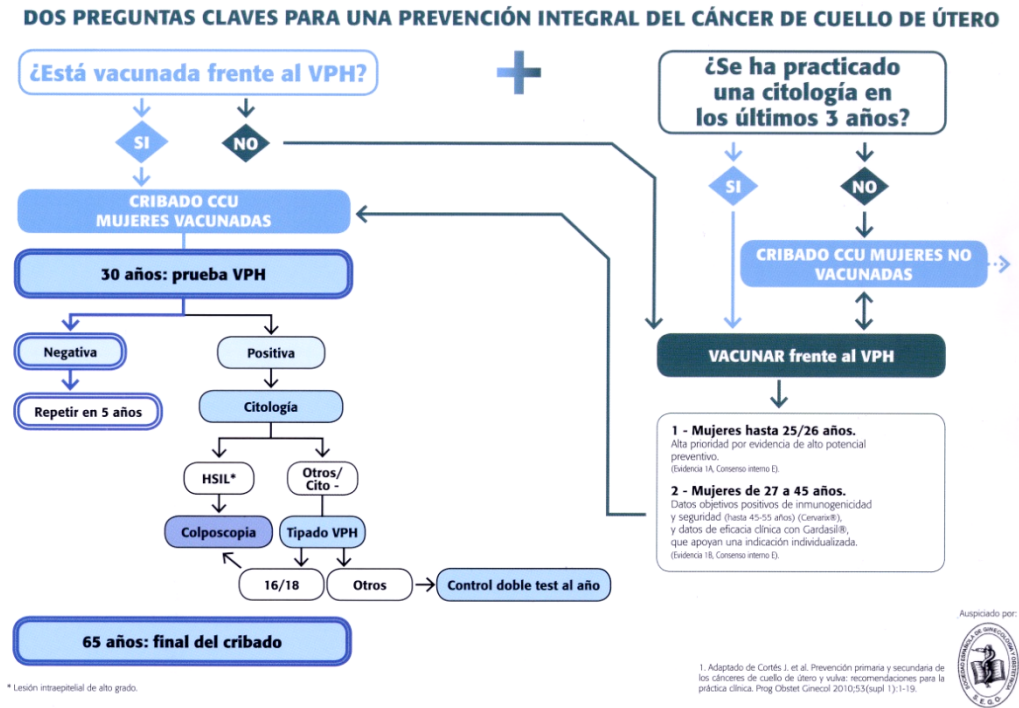 DOS PREGUNTAS CLAVES PARA UNA PREVENCIÓN INTEGRAL DEL CÁNCER DE CUELLO DE ÚTERO
¿Está vacunada frente al VPH?
SI
NO
CRIBADO CCU
MUJERES VACUNADAS
30 años: prueba VPH
Negativa
Positiva
Repetir en 5 años
Citología
HSIL*
Otros/
Cito -
Colposcopia
Tipado VPH
16/18
Otros
Control doble test al año
65 años: final del cribado
* Lesión intraepitelial de alto grado.
¿Se ha practicado
una citología en
los últimos 3 años?
SI
NO
CRIBADO CCU MUJERES NO
VACUNADAS
VACUNAR frente al VPH
1 - Mujeres hasta 25/26 años.
Alta prioridad por evidencia de alto potencial
preventivo.
(Evidencia 1A, Consenso interno E).
2 - Mujeres de 27 a 45 años.
Datos objetivos positivos de inmunogenicidad
y seguridad (hasta 45-55 años) (Cervarix®),
y datos de eficacia clínica con Gardasil®,
que apoyan una indicación individualizada.
(Evidencia 1B, Consenso interno E).
Auspiciado por:
SOCIEDAD ESPAÑOLA DE GINECOLOGÍA Y OBSTETRICIA
S.E.G.O.
1. Adaptado de Cortés J. et al. Prevención primaria y secundaria de
los cánceres de cuello de útero y vulva: recomendaciones para la
práctica clínica. Prog Obstet Ginecol 2010;53(supl 1):1-19.